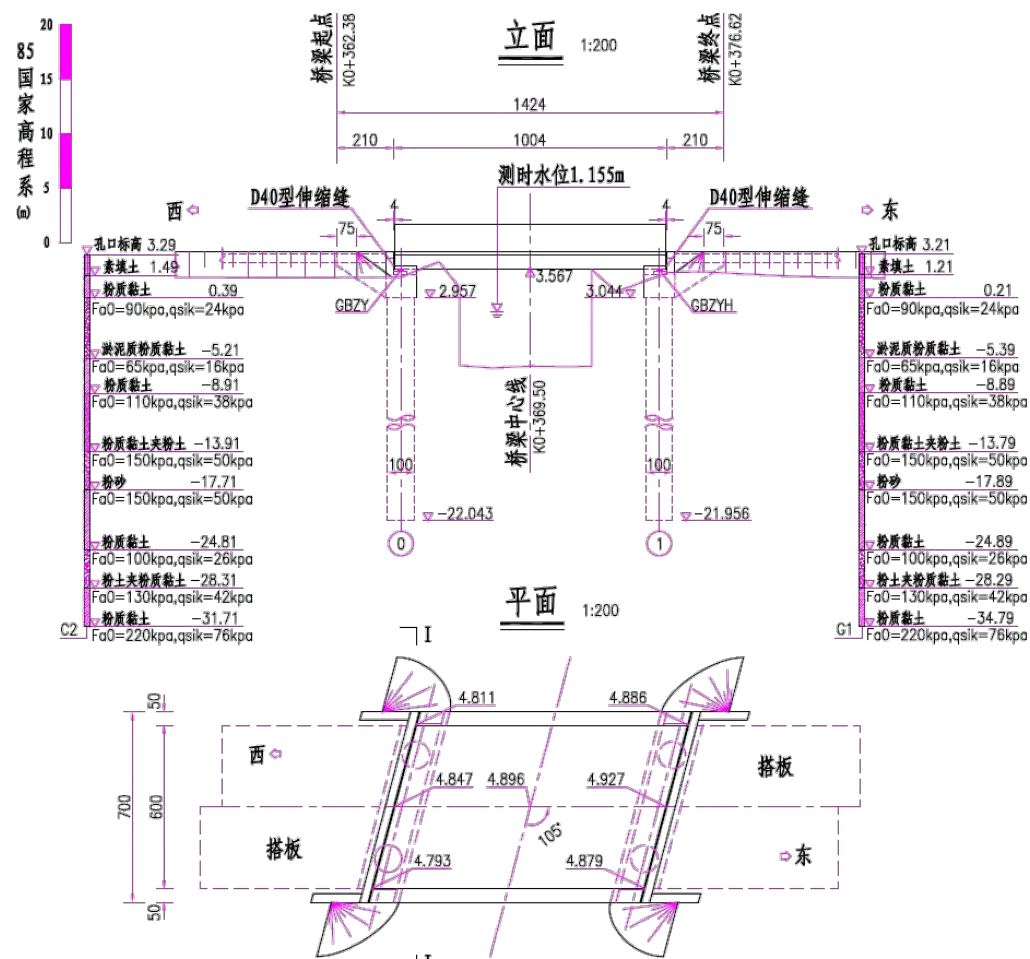 立面 1:200
85国家高程系(m)
20
15
10
5
0
桥梁起点
K0+362.38
桥梁终点
K0+376.62
1424
210 1004 210
测时水位1.155m
D40型伸缩缝
D40型伸缩缝
西
东
4
4
75
75
孔口标高 3.29
素填土 1.49
粉质黏土 0.39
Fa0=90kpa,qsik=24kpa
淤泥质粉质黏土 -5.21
Fa0=65kpa,qsik=16kpa
粉质黏土 -8.91
Fa0=110kpa,qsik=38kpa
粉质黏土夹粉土 -13.91
Fa0=150kpa,qsik=50kpa
粉砂 -17.71
Fa0=150kpa,qsik=50kpa
粉质黏土 -24.81
Fa0=100kpa,qsik=26kpa
粉土夹粉质黏土 -28.31
Fa0=130kpa,qsik=42kpa
粉质黏土 -31.71
Fa0=220kpa,qsik=76kpa
C2
GBZY
2.957
3.567
3.044
GBZYH
桥梁中心线
K0+369.50
100
100
-22.043
-21.956
0
1
孔口标高 3.21
素填土 1.21
粉质黏土 0.21
Fa0=90kpa,qsik=24kpa
淤泥质粉质黏土 -5.39
Fa0=65kpa,qsik=16kpa
粉质黏土 -8.89
Fa0=110kpa,qsik=38kpa
粉质黏土夹粉土 -13.79
Fa0=150kpa,qsik=50kpa
粉砂 -17.89
Fa0=150kpa,qsik=50kpa
粉质黏土 -24.89
Fa0=100kpa,qsik=26kpa
粉土夹粉质黏土 -28.29
Fa0=130kpa,qsik=42kpa
粉质黏土 -34.79
Fa0=220kpa,qsik=76kpa
G1
平面 1:200
I
50
700
600
50
4.811
4.886
西
搭板
4.847
4.896
4.927
105°
搭板
4.793
4.879
东
I